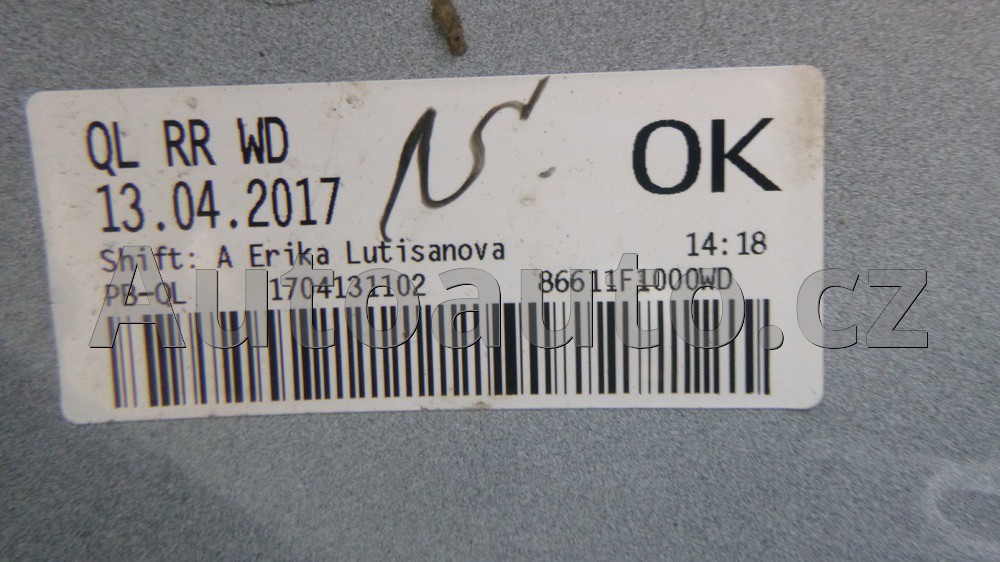 QL RR WD
OK
13.04.2017
Shift: A Erika Lutisanova 14:18
PB-QL 1704131102 86611F1000WD
Autoauto.cz